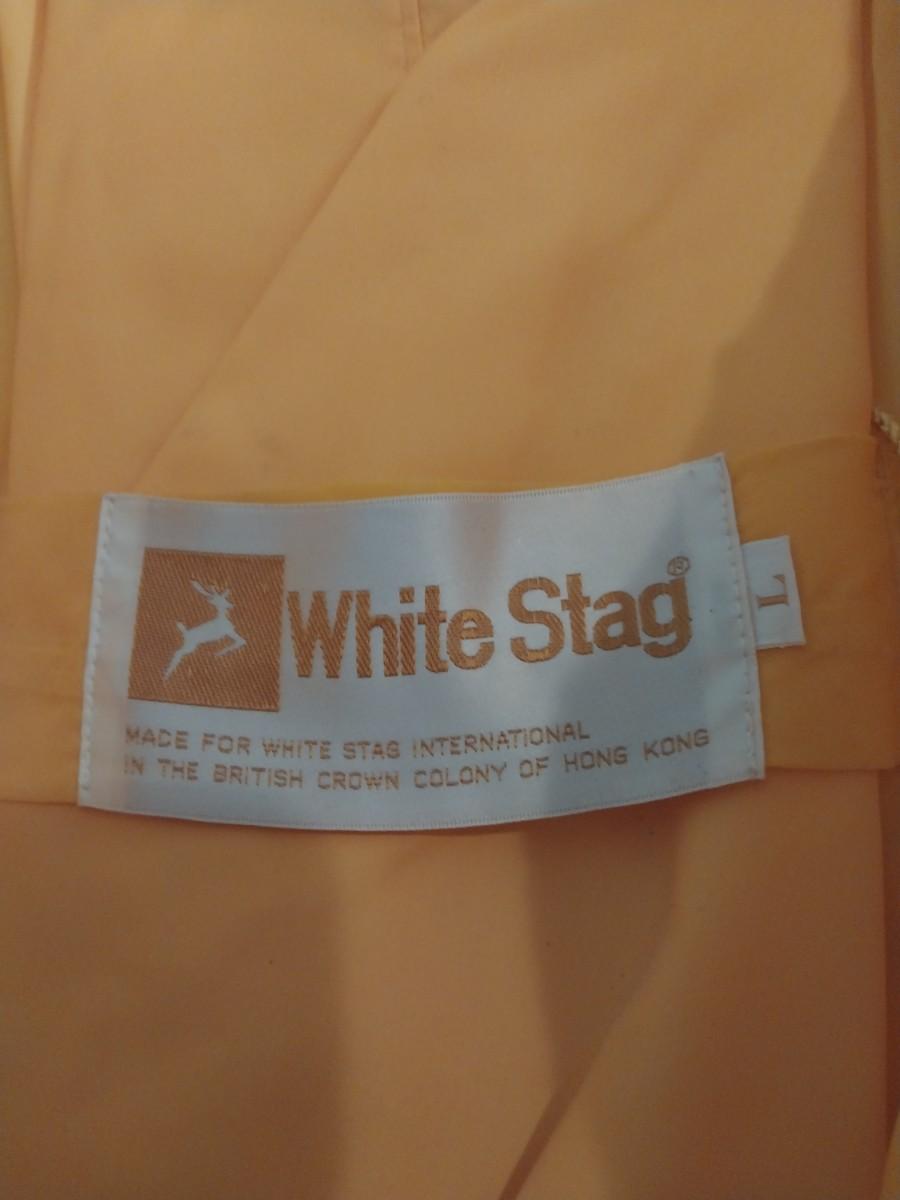 White Stag®
MADE FOR WHITE STAG INTERNATIONAL
IN THE BRITISH CROWN COLONY OF HONG KONG
L